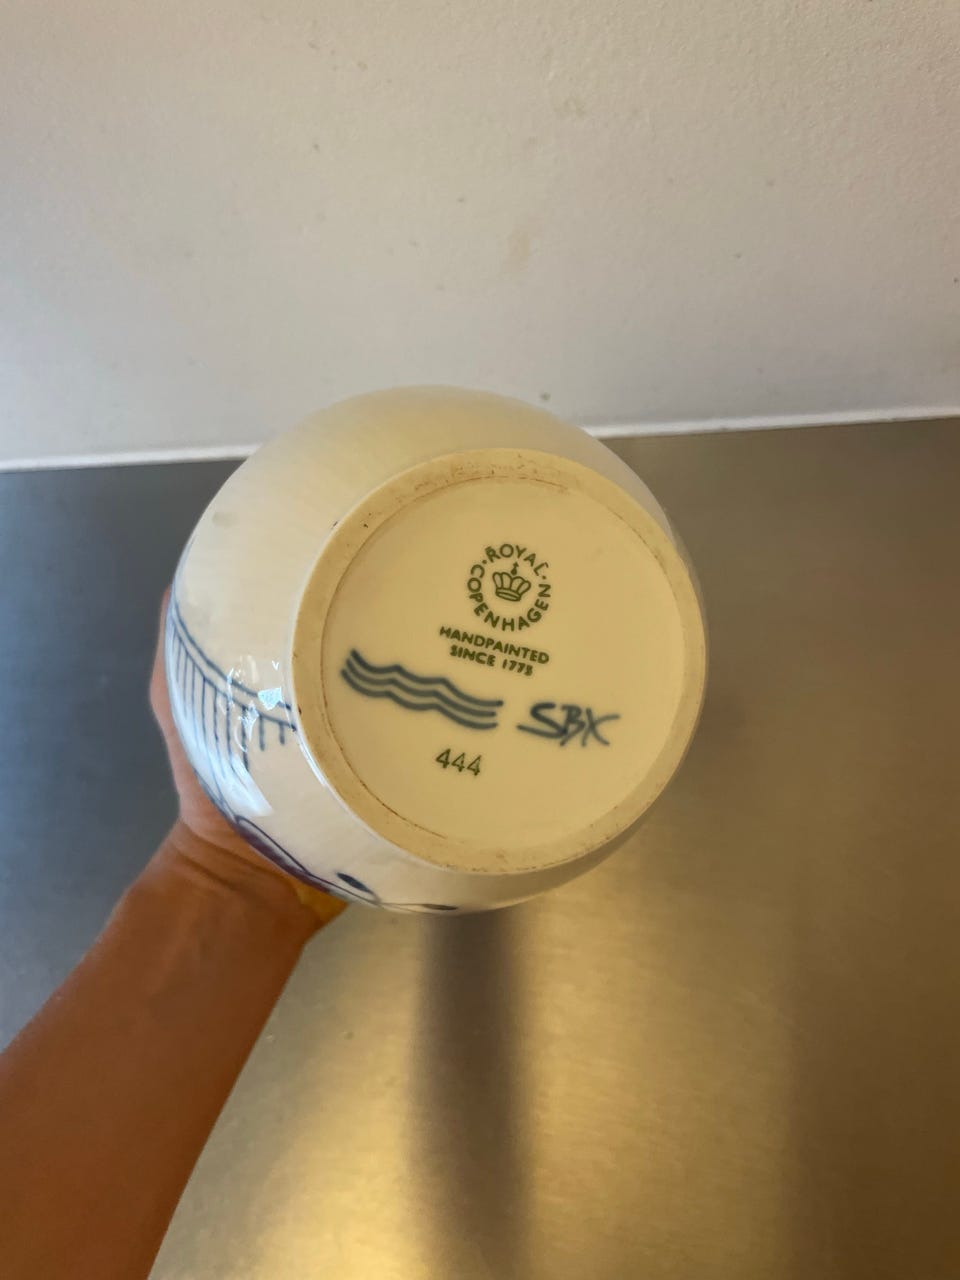 ROYAL
COPENHAGEN
HANDPAINTED
SINCE 1775
SBX
444